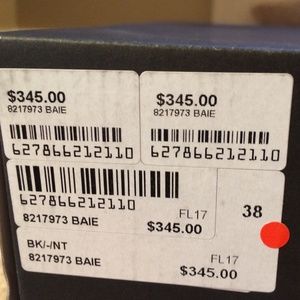 $345.00
8217973 BAIE
627866212110
$345.00
8217973 BAIE
627866212110
627866212110
8217973 BAIE
FL17
$345.00
38
BK/-/NT
8217973 BAIE
FL17
$345.00